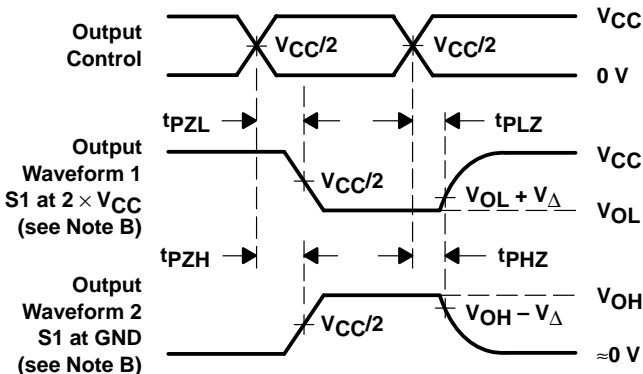 Output
Control
VCC/2
VCC/2
VCC
0 V
tPZL
tPLZ
Output
Waveform 1
S1 at 2 × VCC
(see Note B)
VCC/2
VCC
VOL + VΔ
VOL
tPZH
tPHZ
Output
Waveform 2
S1 at GND
(see Note B)
VCC/2
VOH
VOH − VΔ
≈0 V